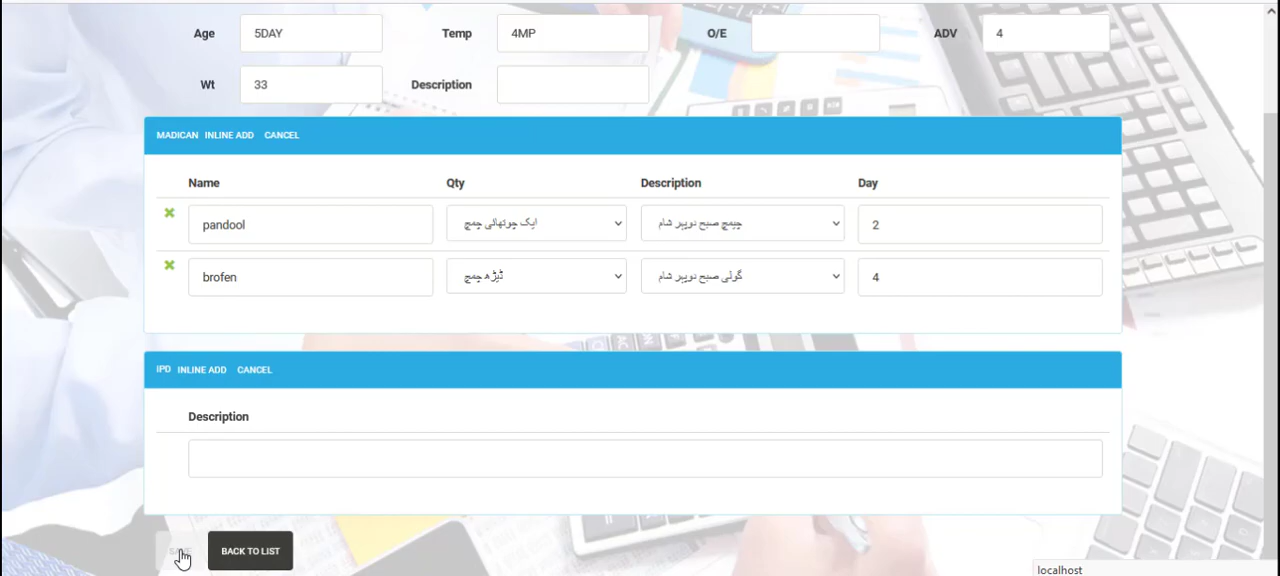 Age 5DAY Temp 4MP O/E ADV 4
Wt 33 Description
MADICAN INLINE ADD CANCEL
Name Qty Description Day
pandool ایک چوتھائی چمچ چیمچ صبح دوپہر شام 2
brofen ڈیڑھ چمچ گولی صبح دوپہر شام 4
IPD INLINE ADD CANCEL
Description
SAVE BACK TO LIST
localhost